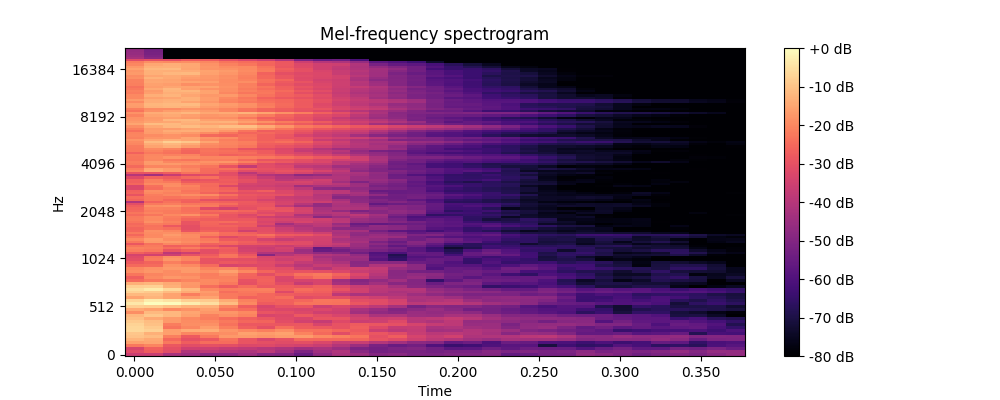 Mel-frequency spectrogram
Hz
16384
8192
4096
2048
1024
512
0
0.000 0.050 0.100 0.150 0.200 0.250 0.300 0.350
Time
+0 dB
-10 dB
-20 dB
-30 dB
-40 dB
-50 dB
-60 dB
-70 dB
-80 dB